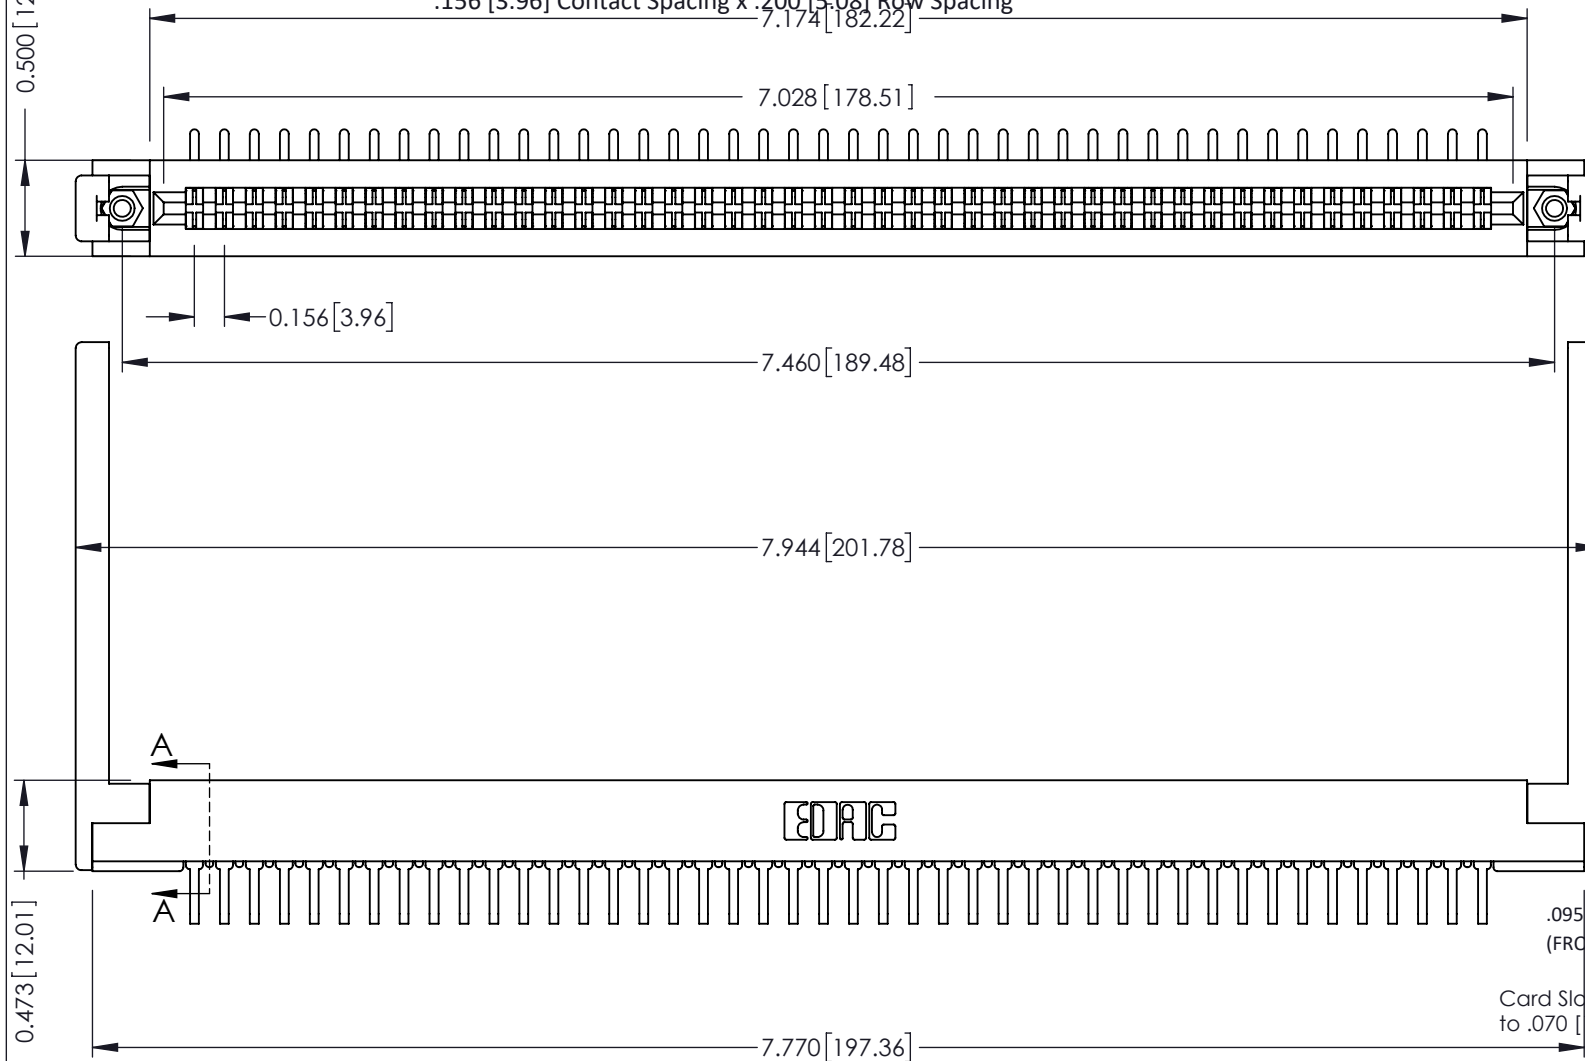 .156 [3.96] Contact Spacing x .200 [5.08] Row Spacing
7.174[182.22]
0.500 [12
7.028[178.51]
0.156[3.96]
7.460[189.48]
7.944[201.78]
A
EDAC
A
.095
(FRO
0.473[12.01]
Card Slo
to .070 [
7.770[197.36]